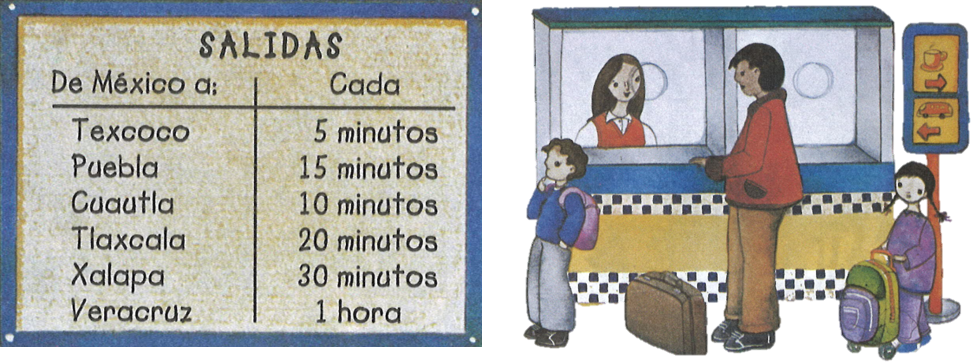 SALIDAS
De México a: Cada
Texcoco 5 minutos
Puebla 15 minutos
Cuautla 10 minutos
Tlaxcala 20 minutos
Xalapa 30 minutos
Veracruz 1 hora